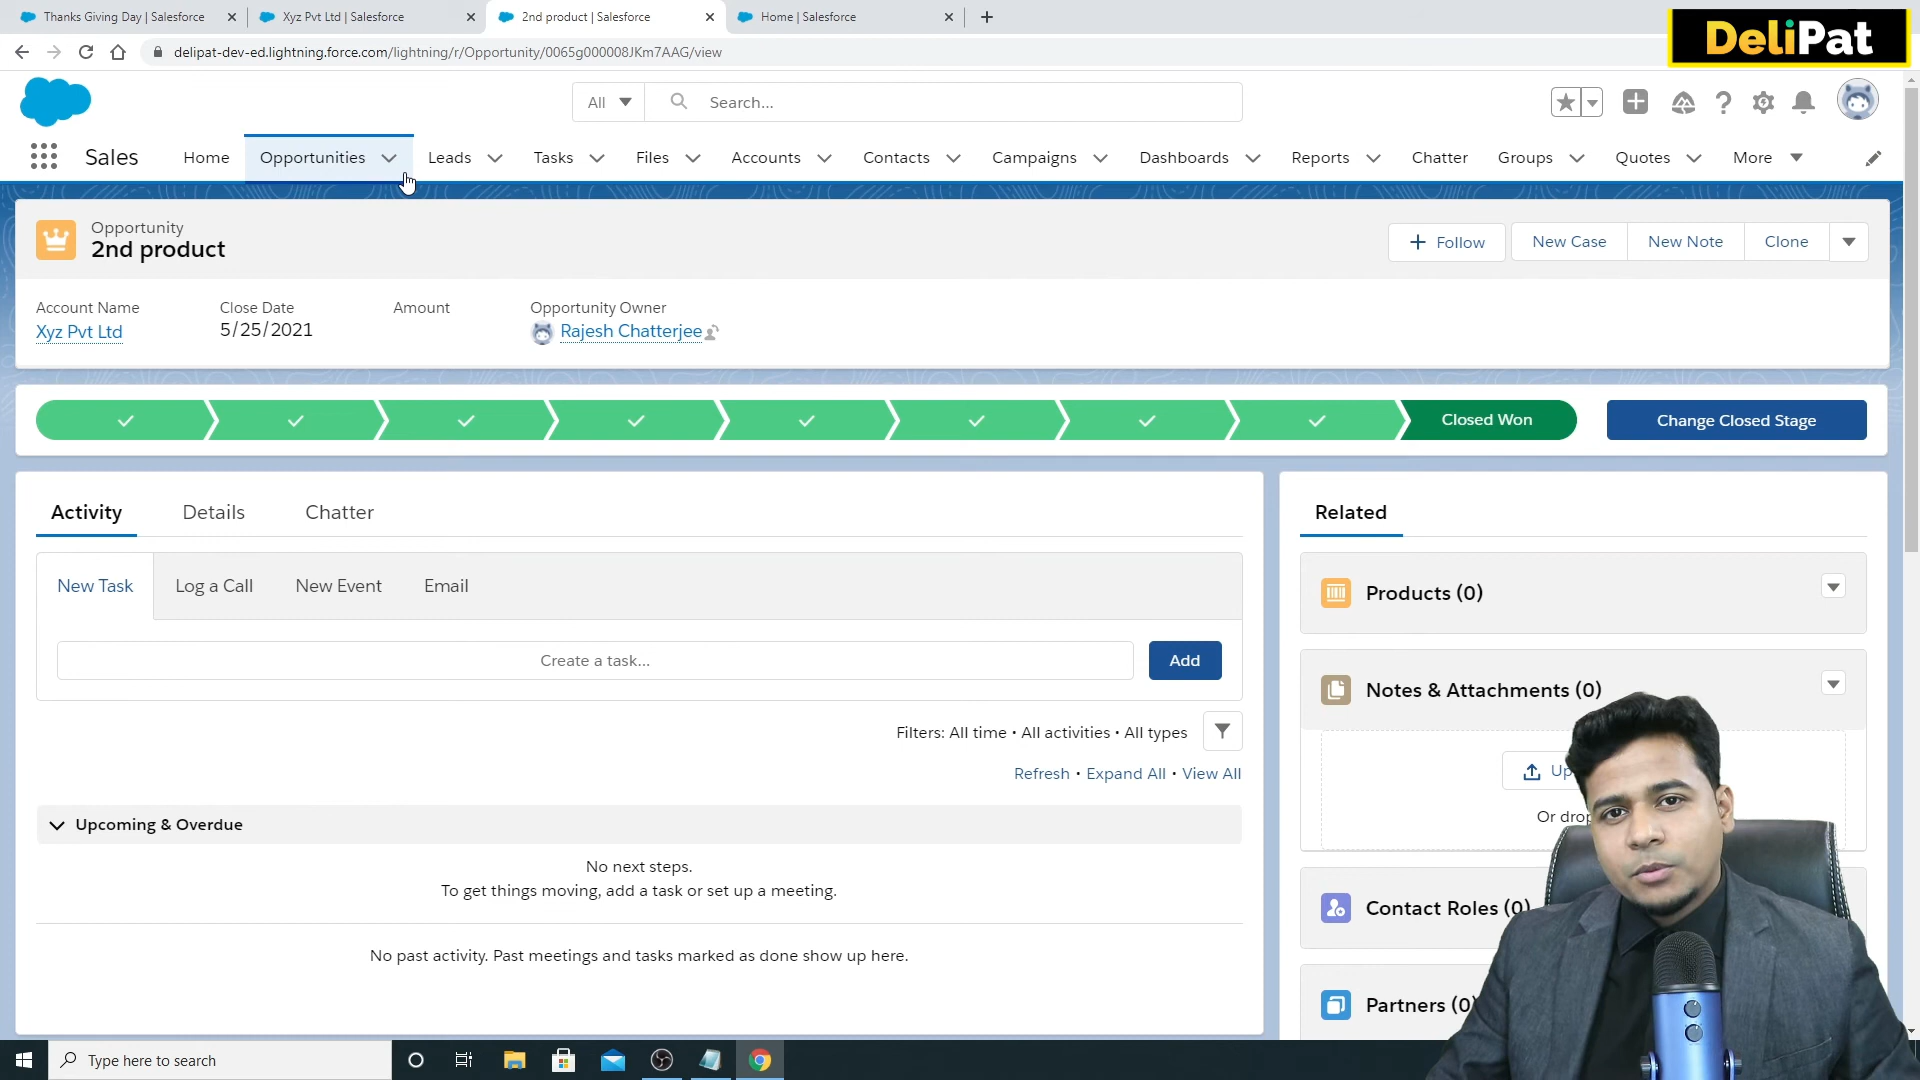 Thanks Giving Day | Salesforce
Xyz Pvt Ltd | Salesforce
2nd product | Salesforce
Home | Salesforce
delipat-dev-ed.lightning.force.com/lightning/r/Opportunity/0065g000008JKm7AAG/view
DeliPat
All
Search...
Sales
Home
Opportunities
Leads
Tasks
Files
Accounts
Contacts
Campaigns
Dashboards
Reports
Chatter
Groups
Quotes
More
Opportunity
2nd product
Follow
New Case
New Note
Clone
Account Name
Close Date
Amount
Opportunity Owner
Xyz Pvt Ltd
5/25/2021
Rajesh Chatterjee
Closed Won
Change Closed Stage
Activity
Details
Chatter
Related
New Task
Log a Call
New Event
Email
Create a task...
Add
Products (0)
Notes & Attachments (0)
Up
Or drop
Contact Roles (0)
Partners (0)
Filters: All time • All activities • All types
Refresh • Expand All • View All
Upcoming & Overdue
No next steps.
To get things moving, add a task or set up a meeting.
No past activity. Past meetings and tasks marked as done show up here.
Type here to search